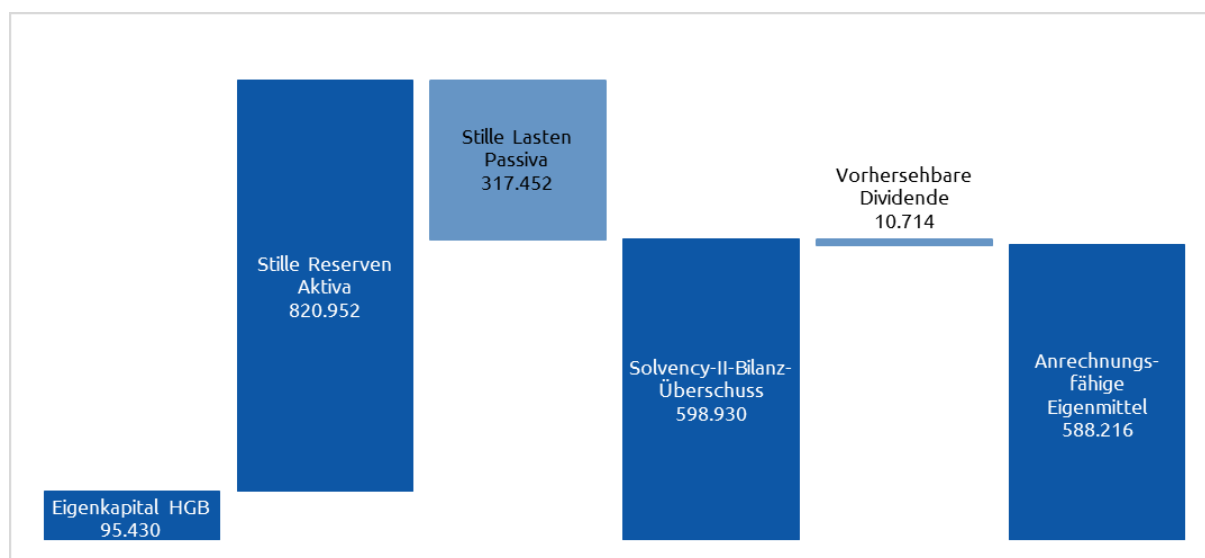 Eigenkapital HGB
95.430
Stille Reserven
Aktiva
820.952
Stille Lasten
Passiva
317.452
Solvency-II-Bilanz-
Überschuss
598.930
Vorhersehbare
Dividende
10.714
Anrechnungs-
fähige
Eigenmittel
588.216